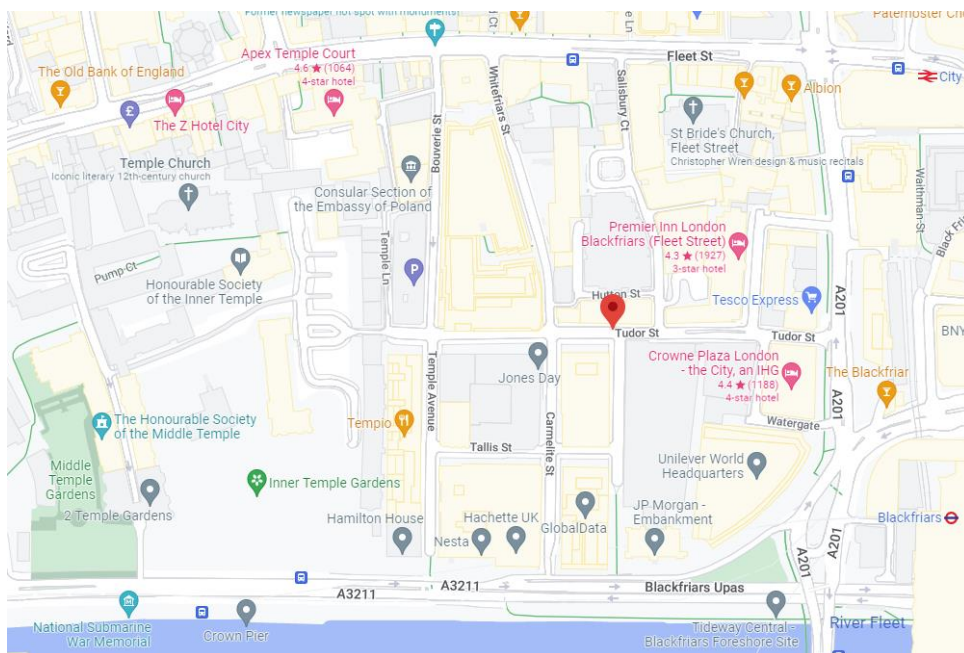 Former newspaper hot spot with monuments
Paternoster
The Old Bank of England
Apex Temple Court
4.6 ★ (1064)
4-star hotel
Fleet St
City
Albion
£
The Z Hotel City
Bouverie St
Whitefriars St
Salisbury Ct
St Bride's Church,
Fleet Street
Christopher Wren design & music recitals
Temple Church
Iconic literary 12th-century church
Consular Section of
the Embassy of Poland
Waithman St
Temple Ln
P
Premier Inn London
Blackfriars (Fleet Street)
4.3 ★ (1927)
3-star hotel
Pump Ct
Honourable Society
of the Inner Temple
Hutton St
Tesco Express
A201
Tudor St
Tudor St
BNY
Jones Day
Temple Avenue
Carmelite St
Crowne Plaza London
- the City, an IHG
4.4 ★ (1188)
4-star hotel
The Blackfriar
A201
The Honourable Society
of the Middle Temple
Tempio
Watergate
Tallis St
Middle
Temple
Gardens
Inner Temple Gardens
Unilever World
Headquarters
2 Temple Gardens
Hamilton House
Hachette UK
Nesta
GlobalData
JP Morgan -
Embankment
Blackfriars
A201
A201
A3211
A3211
Blackfriars Upas
National Submarine
War Memorial
Crown Pier
Tideway Central -
Blackfriars Foreshore Site
River Fleet